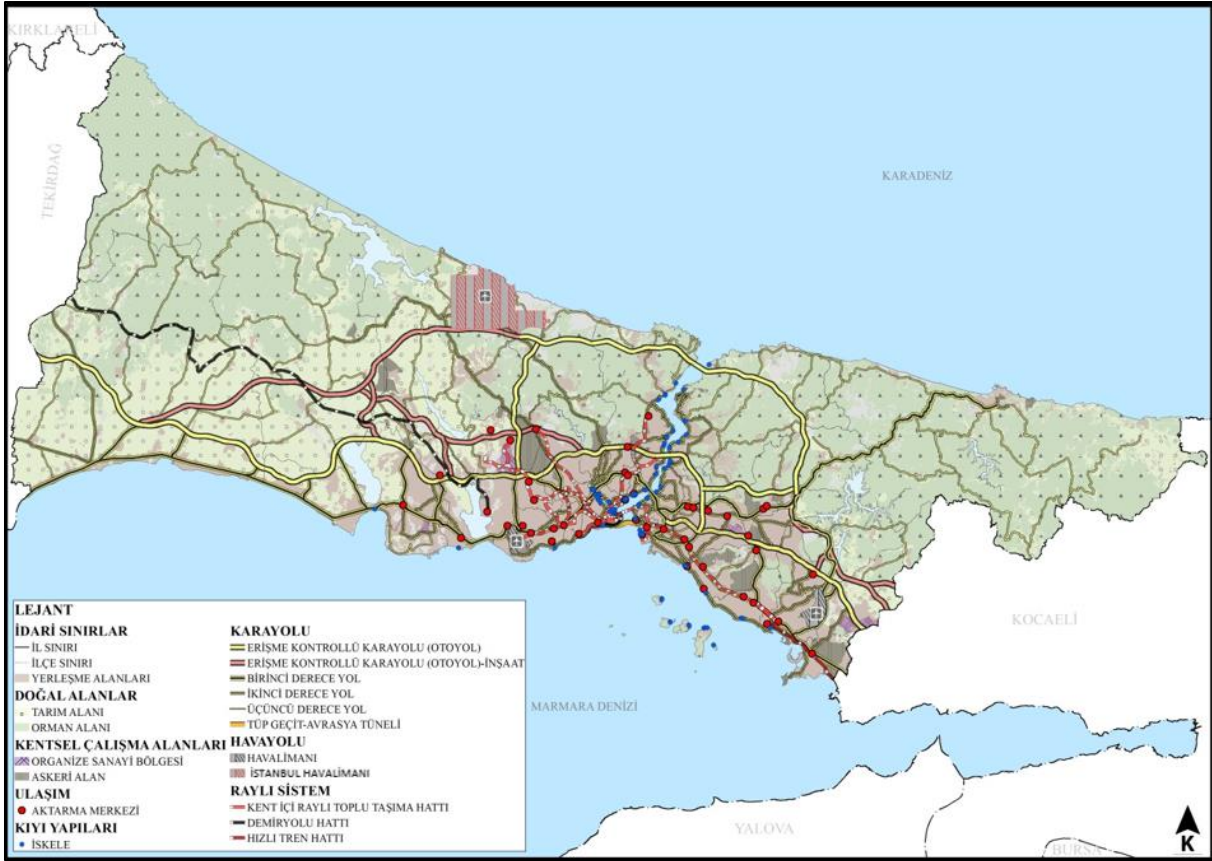 KIRKLARELİ
TEKİRDAĞ
KARADENİZ
KOCAELİ
MARMARA DENİZİ
YALOVA
BURSA
K
LEJANT
İDARİ SINIRLAR
İL SINIRI
İLÇE SINIRI
YERLEŞME ALANLARI
DOĞAL ALANLAR
TARIM ALANI
ORMAN ALANI
KENTSEL ÇALIŞMA ALANLARI
ORGANİZE SANAYİ BÖLGESİ
ASKERİ ALAN
ULAŞIM
AKTARMA MERKEZİ
KIYI YAPILARI
İSKELE
KARAYOLU
ERİŞME KONTROLLÜ KARAYOLU (OTOYOL)
ERİŞME KONTROLLÜ KARAYOLU (OTOYOL)-İNŞAAT
BİRİNCİ DERECE YOL
İKİNCİ DERECE YOL
ÜÇÜNCÜ DERECE YOL
TÜP GEÇİT-AVRASYA TÜNELİ
HAVAYOLU
HAVALİMANI
İSTANBUL HAVALİMANI
RAYLI SİSTEM
KENT İÇİ RAYLI TOPLU TAŞIMA HATTI
DEMİRYOLU HATTI
HIZLI TREN HATTI